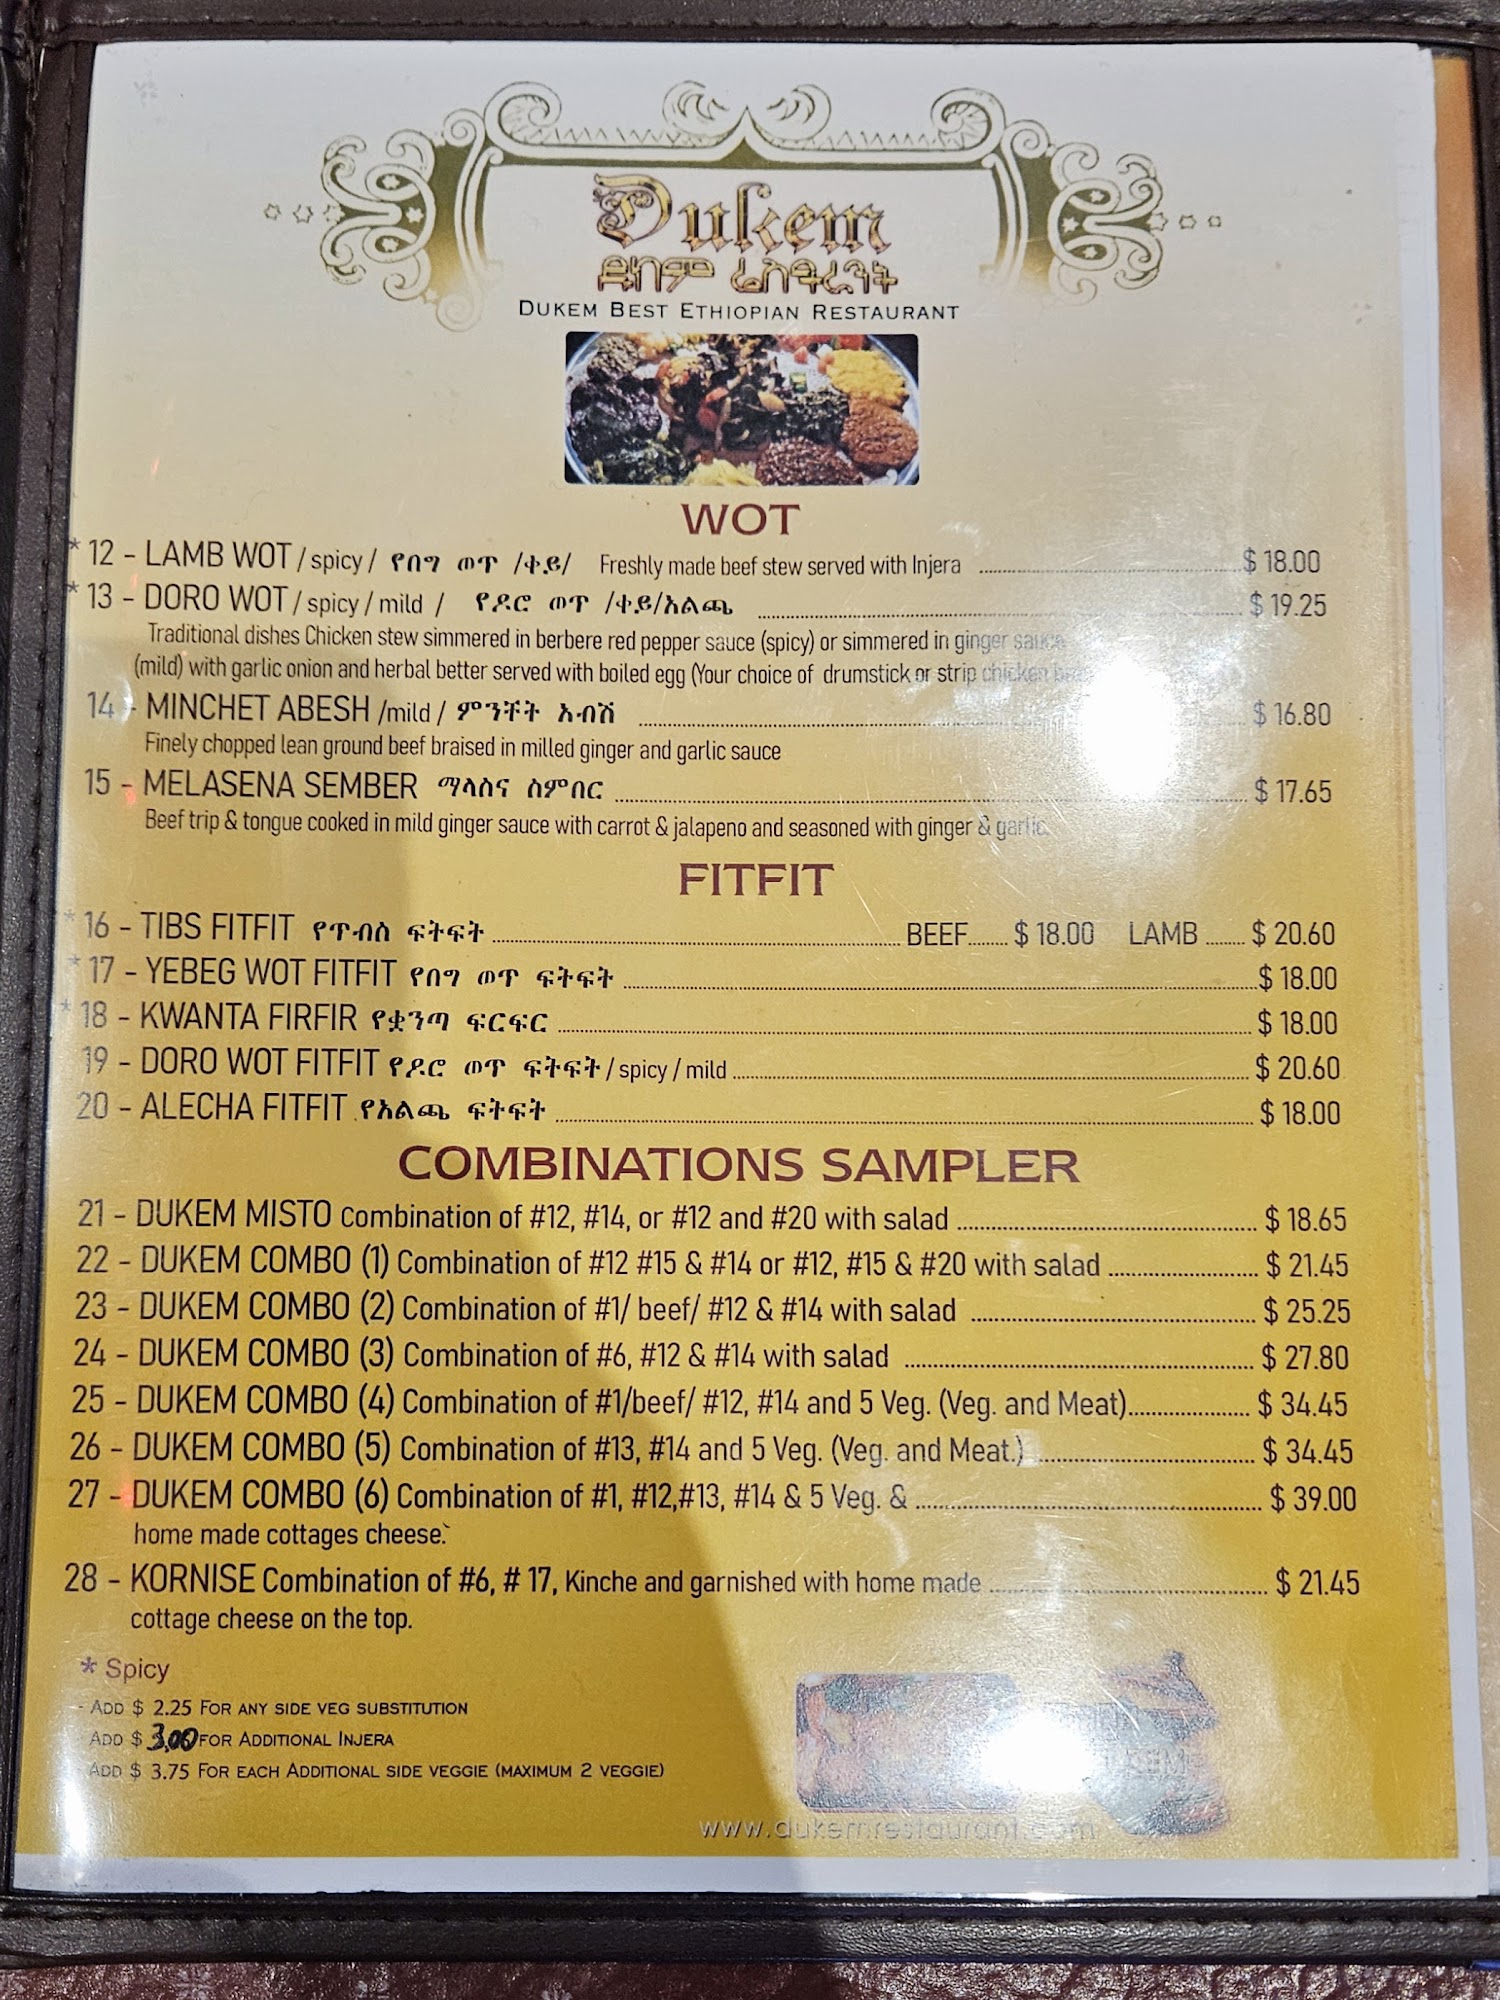 Dukem
ዱከም ሬስቶራንት
DUKEM BEST ETHIOPIAN RESTAURANT
WOT
* 12 - LAMB WOT / spicy / የበግ ወጥ /ቀይ/ Freshly made beef stew served with Injera $ 18.00
* 13 - DORO WOT / spicy / mild / የዶሮ ወጥ /ቀይ/አልጫ $ 19.25
Traditional dishes Chicken stew simmered in berbere red pepper sauce (spicy) or simmered in ginger sauce
(mild) with garlic onion and herbal better served with boiled egg (Your choice of drumstick or strip chicken
14 - MINCHET ABESH /mild / ምንቸት አብሽ $ 16.80
Finely chopped lean ground beef braised in milled ginger and garlic sauce
15 - MELASENA SEMBER ማላስና ስምበር $ 17.65
Beef trip & tongue cooked in mild ginger sauce with carrot & jalapeno and seasoned with ginger & garlic.
FITFIT
* 16 - TIBS FITFIT የጥብስ ፍትፍት BEEF $ 18.00 LAMB $ 20.60
* 17 - YEBEG WOT FITFIT የበግ ወጥ ፍትፍት $ 18.00
* 18 - KWANTA FIRFIR የቋንጣ ፍርፍር $ 18.00
19 - DORO WOT FITFIT የዶሮ ወጥ ፍትፍት / spicy / mild $ 20.60
20 - ALECHA FITFIT የአልጫ ፍትፍት $ 18.00
COMBINATIONS SAMPLER
21 - DUKEM MISTO Combination of #12, #14, or #12 and #20 with salad $ 18.65
22 - DUKEM COMBO (1) Combination of #12 #15 & #14 or #12, #15 & #20 with salad $ 21.45
23 - DUKEM COMBO (2) Combination of #1/ beef/ #12 & #14 with salad $ 25.25
24 - DUKEM COMBO (3) Combination of #6, #12 & #14 with salad $ 27.80
25 - DUKEM COMBO (4) Combination of #1/beef/ #12, #14 and 5 Veg. (Veg. and Meat) $ 34.45
26 - DUKEM COMBO (5) Combination of #13, #14 and 5 Veg. (Veg. and Meat.) $ 34.45
27 - DUKEM COMBO (6) Combination of #1, #12,#13, #14 & 5 Veg. & $ 39.00
home made cottages cheese.`
28 - KORNISE Combination of #6, # 17, Kinche and garnished with home made $ 21.45
cottage cheese on the top.
* Spicy
- ADD $ 2.25 FOR ANY SIDE VEG SUBSTITUTION
ADD $ 3.00 FOR ADDITIONAL INJERA
ADD $ 3.75 FOR EACH ADDITIONAL SIDE VEGGIE (MAXIMUM 2 VEGGIE)
www.dukemrestaurant.com